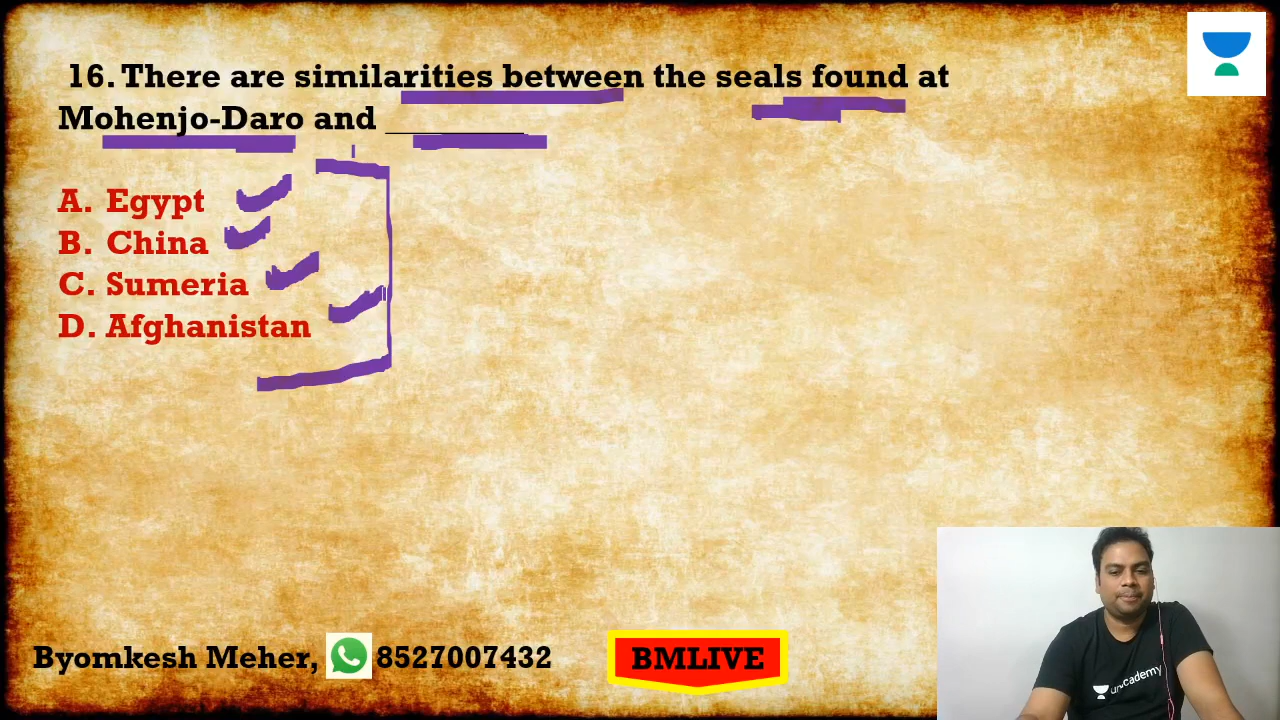 16. There are similarities between the seals found at
Mohenjo-Daro and __________
A. Egypt
B. China
C. Sumeria
D. Afghanistan
Byomkesh Meher, 8527007432
BMLIVE
unacademy